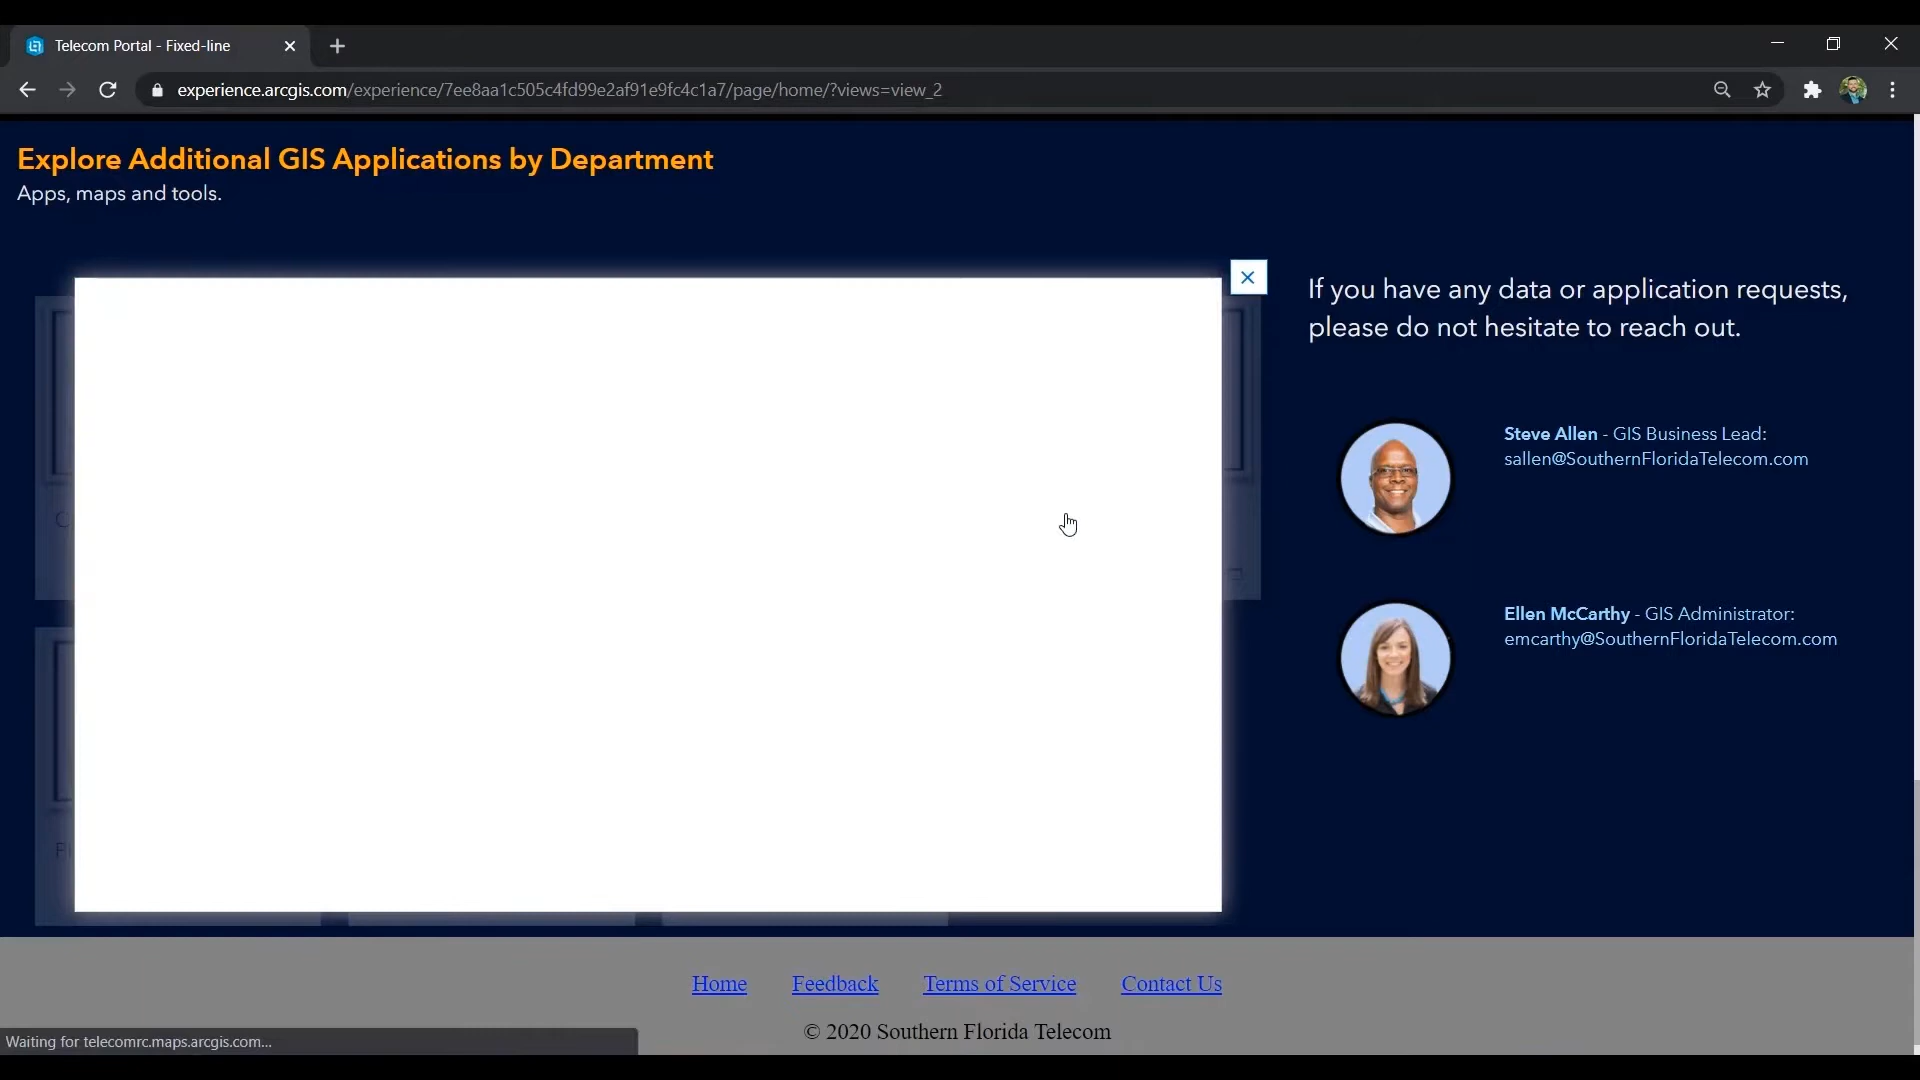 Telecom Portal - Fixed-line
experience.arcgis.com/experience/7ee8aa1c505c4fd99e2af91e9fc4c1a7/page/home/?views=view_2
Explore Additional GIS Applications by Department
Apps, maps and tools.
If you have any data or application requests,
please do not hesitate to reach out.
Steve Allen - GIS Business Lead:
sallen@SouthernFloridaTelecom.com
Ellen McCarthy - GIS Administrator:
emcarthy@SouthernFloridaTelecom.com
Home Feedback Terms of Service Contact Us
© 2020 Southern Florida Telecom
Waiting for telecomrc.maps.arcgis.com...